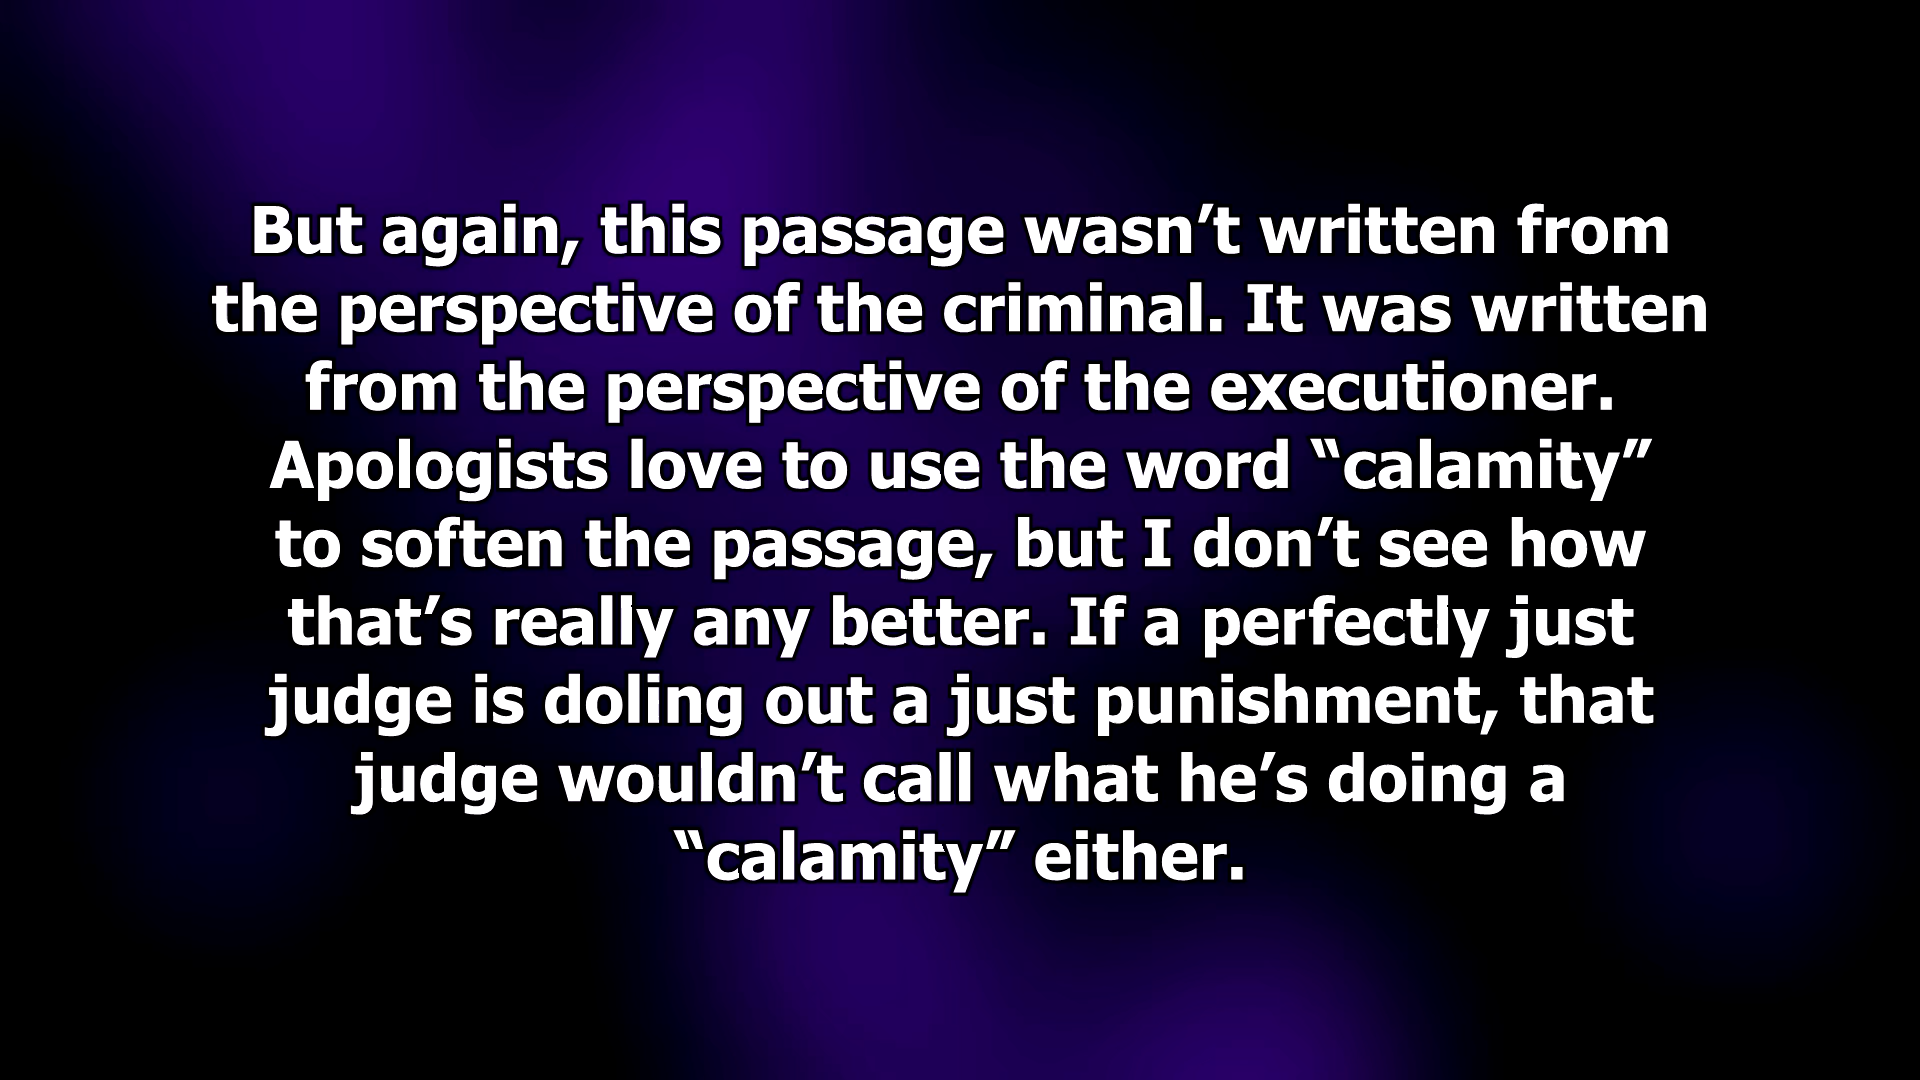 But again, this passage wasn’t written from
the perspective of the criminal. It was written
from the perspective of the executioner.
Apologists love to use the word “calamity”
to soften the passage, but I don’t see how
that’s really any better. If a perfectly just
judge is doling out a just punishment, that
judge wouldn’t call what he’s doing a
“calamity” either.